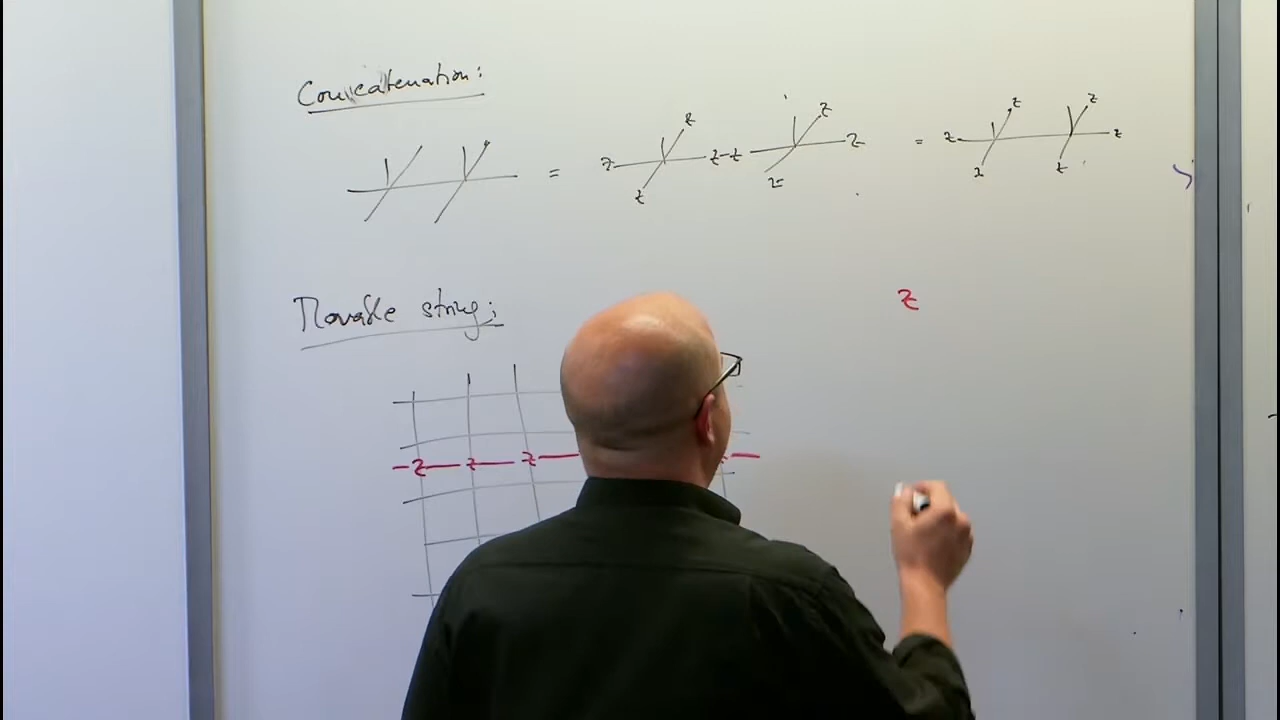 Concatenation:
= z z z z-z z z z = z z z z z
Movable string:
z
z z z